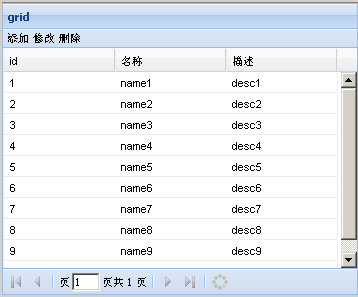 grid
添加 修改 删除
id 名称 描述
1 name1 desc1
2 name2 desc2
3 name3 desc3
4 name4 desc4
5 name5 desc5
6 name6 desc6
7 name7 desc7
8 name8 desc8
9 name9 desc9
页 1 页共 1 页